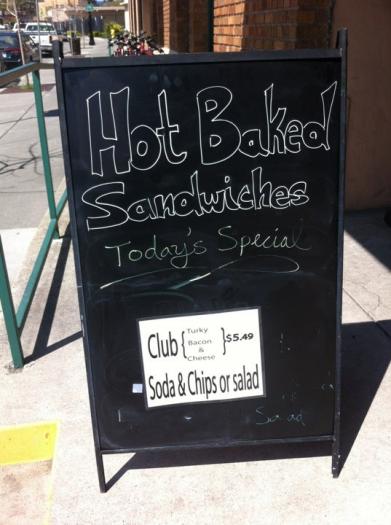 Hot Baked
Sandwiches
Today's Special
Club { Turky Bacon & Cheese } $5.49
Soda & Chips or salad
Salad